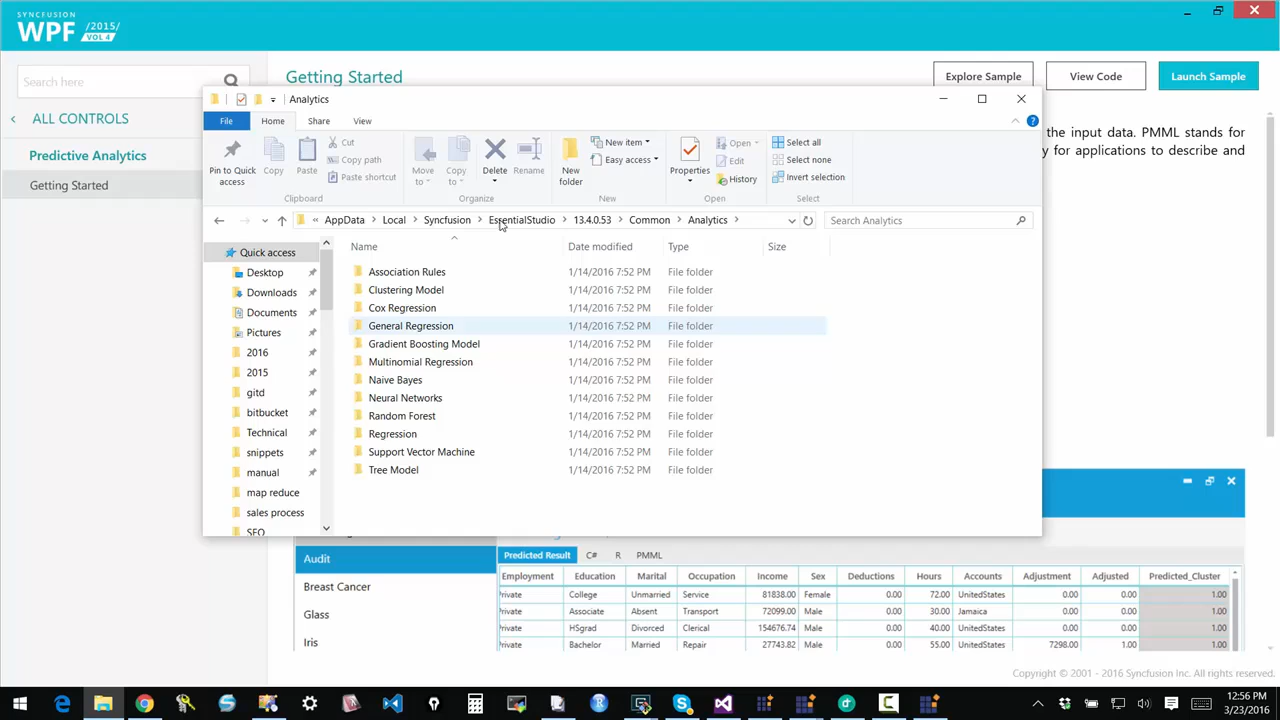 SYNCFUSION
WPF /2015/ VOL 4
Search here
Getting Started
Explore Sample
View Code
Launch Sample
ALL CONTROLS
Predictive Analytics
Getting Started
the input data. PMML stands for
y for applications to describe and
Analytics
File Home Share View
Pin to Quick access
Copy
Paste
Cut
Copy path
Paste shortcut
Clipboard
Move to
Copy to
Delete
Rename
Organize
New folder
New item
Easy access
New
Properties
Open
Edit
History
Open
Select all
Select none
Invert selection
Select
« AppData > Local > Syncfusion > EssentialStudio > 13.4.0.53 > Common > Analytics >
Search Analytics
Quick access
Desktop
Downloads
Documents
Pictures
2016
2015
gitd
bitbucket
Technical
snippets
manual
map reduce
sales process
SEO
Name Date modified Type Size
Association Rules 1/14/2016 7:52 PM File folder
Clustering Model 1/14/2016 7:52 PM File folder
Cox Regression 1/14/2016 7:52 PM File folder
General Regression 1/14/2016 7:52 PM File folder
Gradient Boosting Model 1/14/2016 7:52 PM File folder
Multinomial Regression 1/14/2016 7:52 PM File folder
Naive Bayes 1/14/2016 7:52 PM File folder
Neural Networks 1/14/2016 7:52 PM File folder
Random Forest 1/14/2016 7:52 PM File folder
Regression 1/14/2016 7:52 PM File folder
Support Vector Machine 1/14/2016 7:52 PM File folder
Tree Model 1/14/2016 7:52 PM File folder
Audit
Breast Cancer
Glass
Iris
Predicted Result C# R PMML
Employment Education Marital Occupation Income Sex Deductions Hours Accounts Adjustment Adjusted Predicted_Cluster
Private College Unmarried Service 81838.00 Female 0.00 72.00 UnitedStates 0.00 0.00 1.00
Private Associate Absent Transport 72099.00 Male 0.00 30.00 Jamaica 0.00 0.00 1.00
Private HSgrad Divorced Clerical 154676.74 Male 0.00 40.00 UnitedStates 0.00 0.00 1.00
Private Bachelor Married Repair 27743.82 Male 0.00 55.00 UnitedStates 7298.00 1.00 1.00
Copyright © 2001 - 2016 Syncfusion Inc. All rights reserved.
12:56 PM
3/23/2016